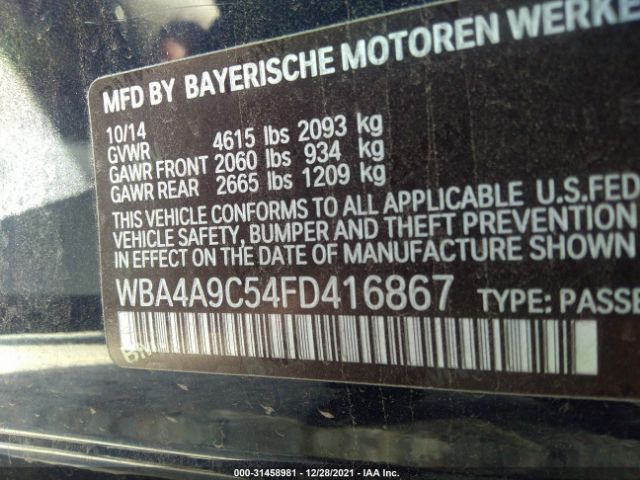 MFD BY BAYERISCHE MOTOREN WERKE
10/14
GVWR 4615 lbs 2093 kg
GAWR FRONT 2060 lbs 934 kg
GAWR REAR 2665 lbs 1209 kg
THIS VEHICLE CONFORMS TO ALL APPLICABLE U.S.FED
VEHICLE SAFETY, BUMPER AND THEFT PREVENTION
IN EFFECT ON THE DATE OF MANUFACTURE SHOWN
WBA4A9C54FD416867 TYPE: PASSE
000-31458981 - 12/28/2021 - IAA Inc.